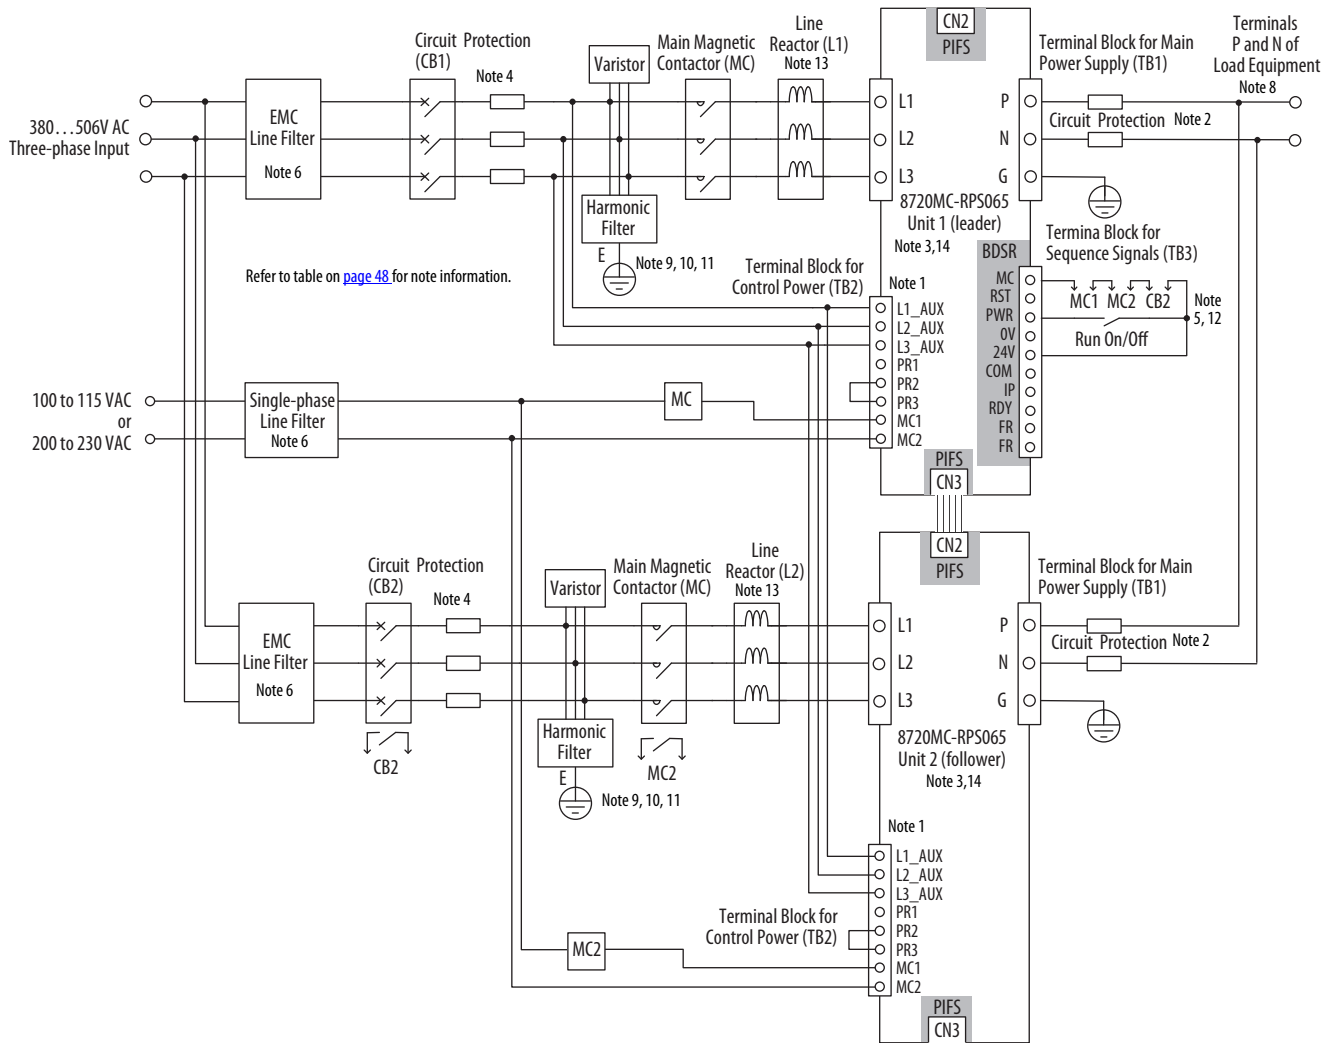 CN2
PIFS
Circuit Protection
(CB1)
Note 4
Varistor
Main Magnetic
Contactor (MC)
Line
Reactor (L1)
Note 13
Terminal Block for Main
Power Supply (TB1)
Terminals
P and N of
Load Equipment
Note 8
380...506V AC
Three-phase Input
EMC
Line Filter
Note 6
L1
L2
L3
P
N
G
Circuit Protection Note 2
Harmonic
Filter
E
Note 9, 10, 11
8720MC-RPS065
Unit 1 (leader)
Note 3,14
Refer to table on page 48 for note information.
Terminal Block for
Control Power (TB2)
Note 1
L1_AUX
L2_AUX
L3_AUX
PR1
PR2
PR3
MC1
MC2
BDSR
MC
RST
PWR
0V
24V
COM
IP
RDY
FR
FR
Termina Block for
Sequence Signals (TB3)
MC1 MC2 CB2
Note
5, 12
Run On/Off
100 to 115 VAC
or
200 to 230 VAC
Single-phase
Line Filter
Note 6
MC
PIFS
CN3
CN2
PIFS
Circuit Protection
(CB2)
Note 4
Varistor
Main Magnetic
Contactor (MC)
Line
Reactor (L2)
Note 13
Terminal Block for Main
Power Supply (TB1)
EMC
Line Filter
Note 6
L1
L2
L3
P
N
G
Circuit Protection Note 2
CB2
Harmonic
Filter
E
MC2
Note 9, 10, 11
8720MC-RPS065
Unit 2 (follower)
Note 3,14
Note 1
L1_AUX
L2_AUX
L3_AUX
PR1
PR2
PR3
MC1
MC2
Terminal Block for
Control Power (TB2)
MC2
PIFS
CN3